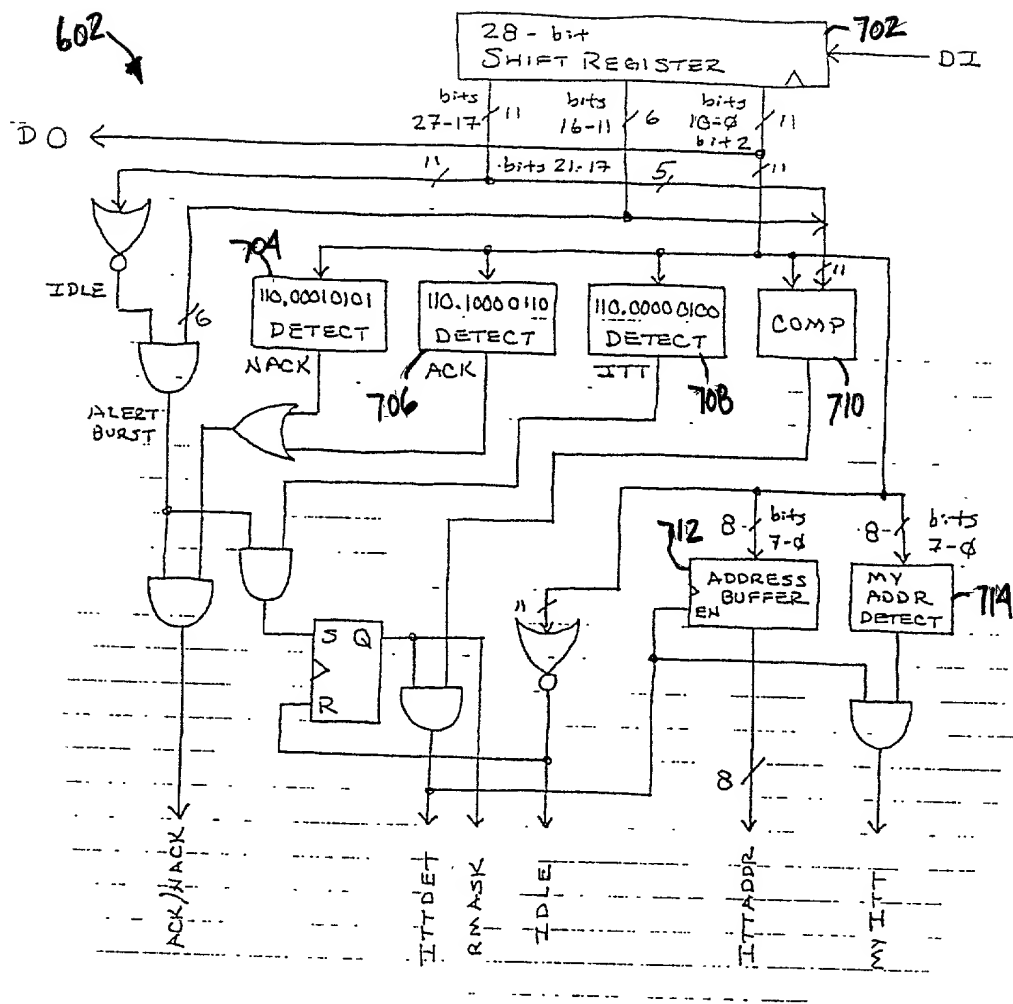 602
28-bit
SHIFT REGISTER
702
DI
bits
27-17
11
bits
16-11
6
bits
10-0
11
DO
bit 2
11
bits 21-17
5
11
704
IDLE
6
110.00010101
DETECT
NACK
110.10000110
DETECT
706
ACK
110.00000100
DETECT
ITT
708
11
COMP
710
ALERT
BURST
712
8
bits
7-0
8
bits
7-0
11
ADDRESS
BUFFER
EN
MY
ADDR
DETECT
714
S Q
R
8
ACK/NACK
ITTDET
RMASK
IDLE
ITTADDR
MY ITT